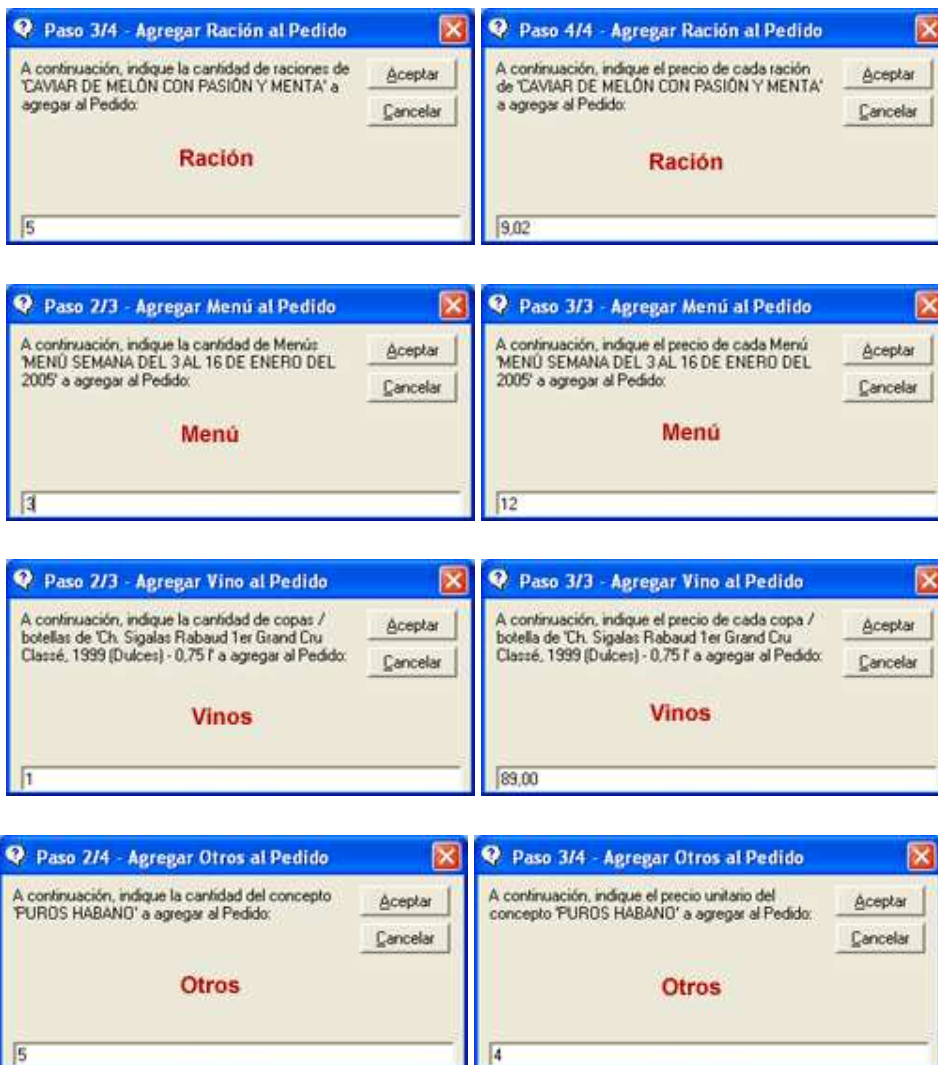 Paso 3/4 - Agregar Ración al Pedido
A continuación, indique la cantidad de raciones de
'CAVIAR DE MELÓN CON PASIÓN Y MENTA' a
agregar al Pedido:
Aceptar
Cancelar
Ración
5
Paso 4/4 - Agregar Ración al Pedido
A continuación, indique el precio de cada ración
de 'CAVIAR DE MELÓN CON PASIÓN Y MENTA'
a agregar al Pedido:
Aceptar
Cancelar
Ración
9,02
Paso 2/3 - Agregar Menú al Pedido
A continuación, indique la cantidad de Menús
'MENÚ SEMANA DEL 3 AL 16 DE ENERO DEL
2005' a agregar al Pedido:
Aceptar
Cancelar
Menú
3
Paso 3/3 - Agregar Menú al Pedido
A continuación, indique el precio de cada Menú
'MENÚ SEMANA DEL 3 AL 16 DE ENERO DEL
2005' a agregar al Pedido:
Aceptar
Cancelar
Menú
12
Paso 2/3 - Agregar Vino al Pedido
A continuación, indique la cantidad de copas /
botellas de 'Ch. Sigalas Rabaud 1er Grand Cru
Classé, 1999 (Dulces) - 0,75 l' a agregar al Pedido:
Aceptar
Cancelar
Vinos
1
Paso 3/3 - Agregar Vino al Pedido
A continuación, indique el precio de cada copa /
botella de 'Ch. Sigalas Rabaud 1er Grand Cru
Classé, 1999 (Dulces) - 0,75 l' a agregar al Pedido:
Aceptar
Cancelar
Vinos
89,00
Paso 2/4 - Agregar Otros al Pedido
A continuación, indique la cantidad del concepto
'PUROS HABANO' a agregar al Pedido:
Aceptar
Cancelar
Otros
5
Paso 3/4 - Agregar Otros al Pedido
A continuación, indique el precio unitario del
concepto 'PUROS HABANO' a agregar al Pedido:
Aceptar
Cancelar
Otros
4